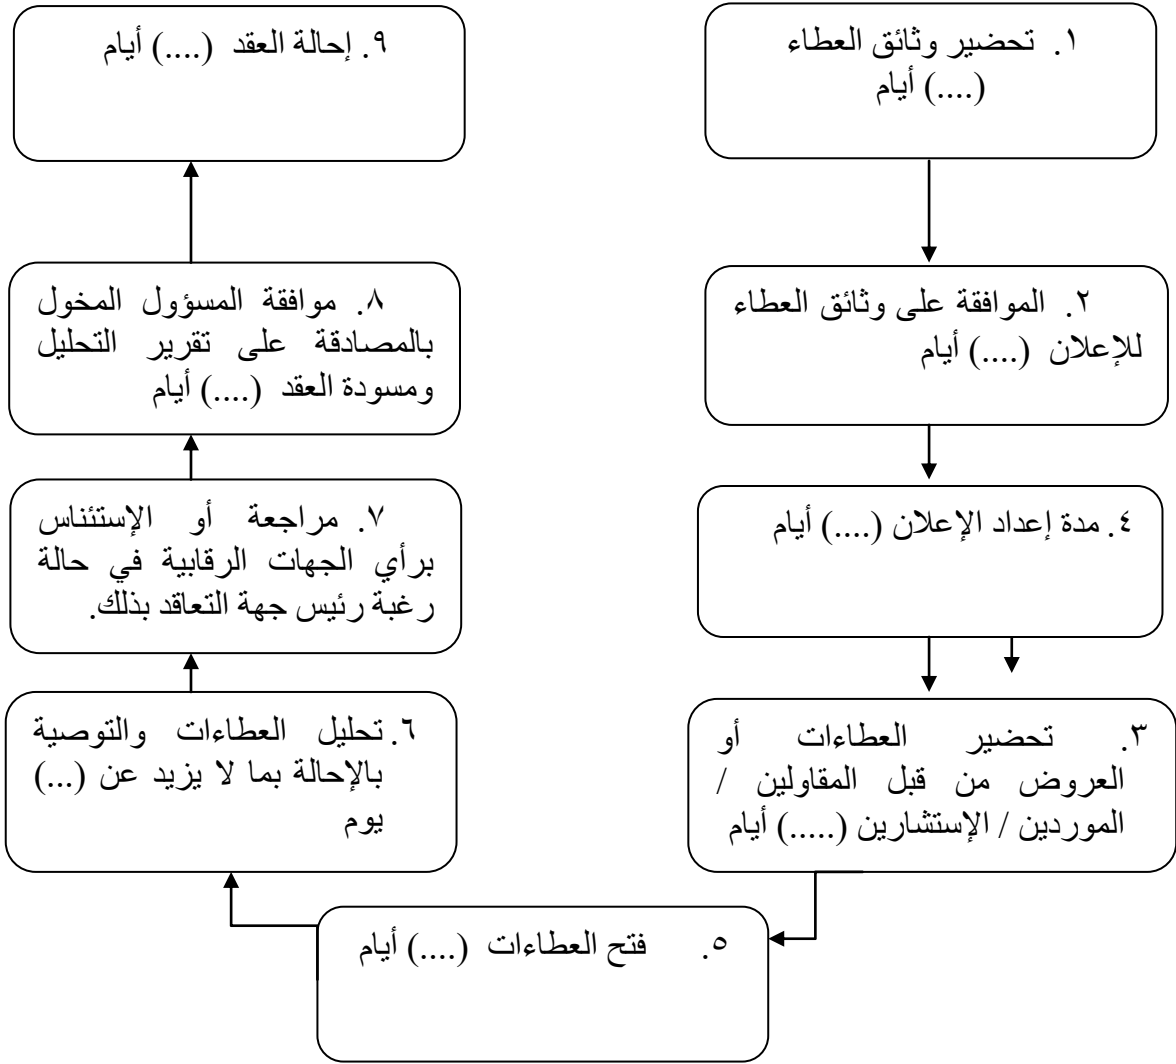 ١. تحضير وثائق العطاء
(....) أيام
٢. الموافقة على وثائق العطاء
للإعلان (....) أيام
٤. مدة إعداد الإعلان (....) أيام
٣. تحضير العطاءات أو
العروض من قبل المقاولين /
الموردين / الإستشارين (.....) أيام
٥. فتح العطاءات (....) أيام
٦. تحليل العطاءات والتوصية
بالإحالة بما لا يزيد عن (...)
يوم
٧. مراجعة أو الإستئناس
برأي الجهات الرقابية في حالة
رغبة رئيس جهة التعاقد بذلك.
٨. موافقة المسؤول المخول
بالمصادقة على تقرير التحليل
ومسودة العقد (....) أيام
٩. إحالة العقد (....) أيام